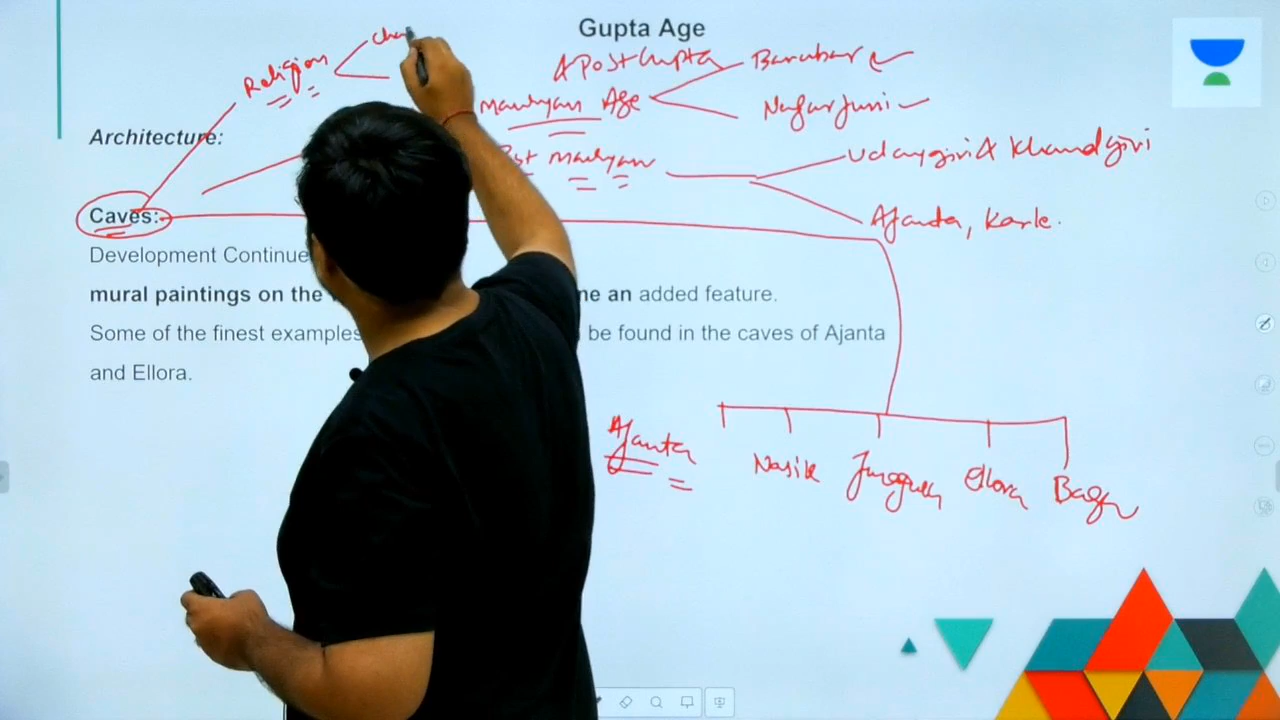 Gupta Age
Religion
& Post Gupta
Barabar
Mauryan Age
Nagarjuni
Architecture:
Post Mauryan
Udaygiri & Khandgiri
Caves:
Ajanta, Karle.
Development Continue
mural paintings on the
me an added feature.
Some of the finest examples
be found in the caves of Ajanta
and Ellora.
Ajanta
Nasik
Ellora
Bagh